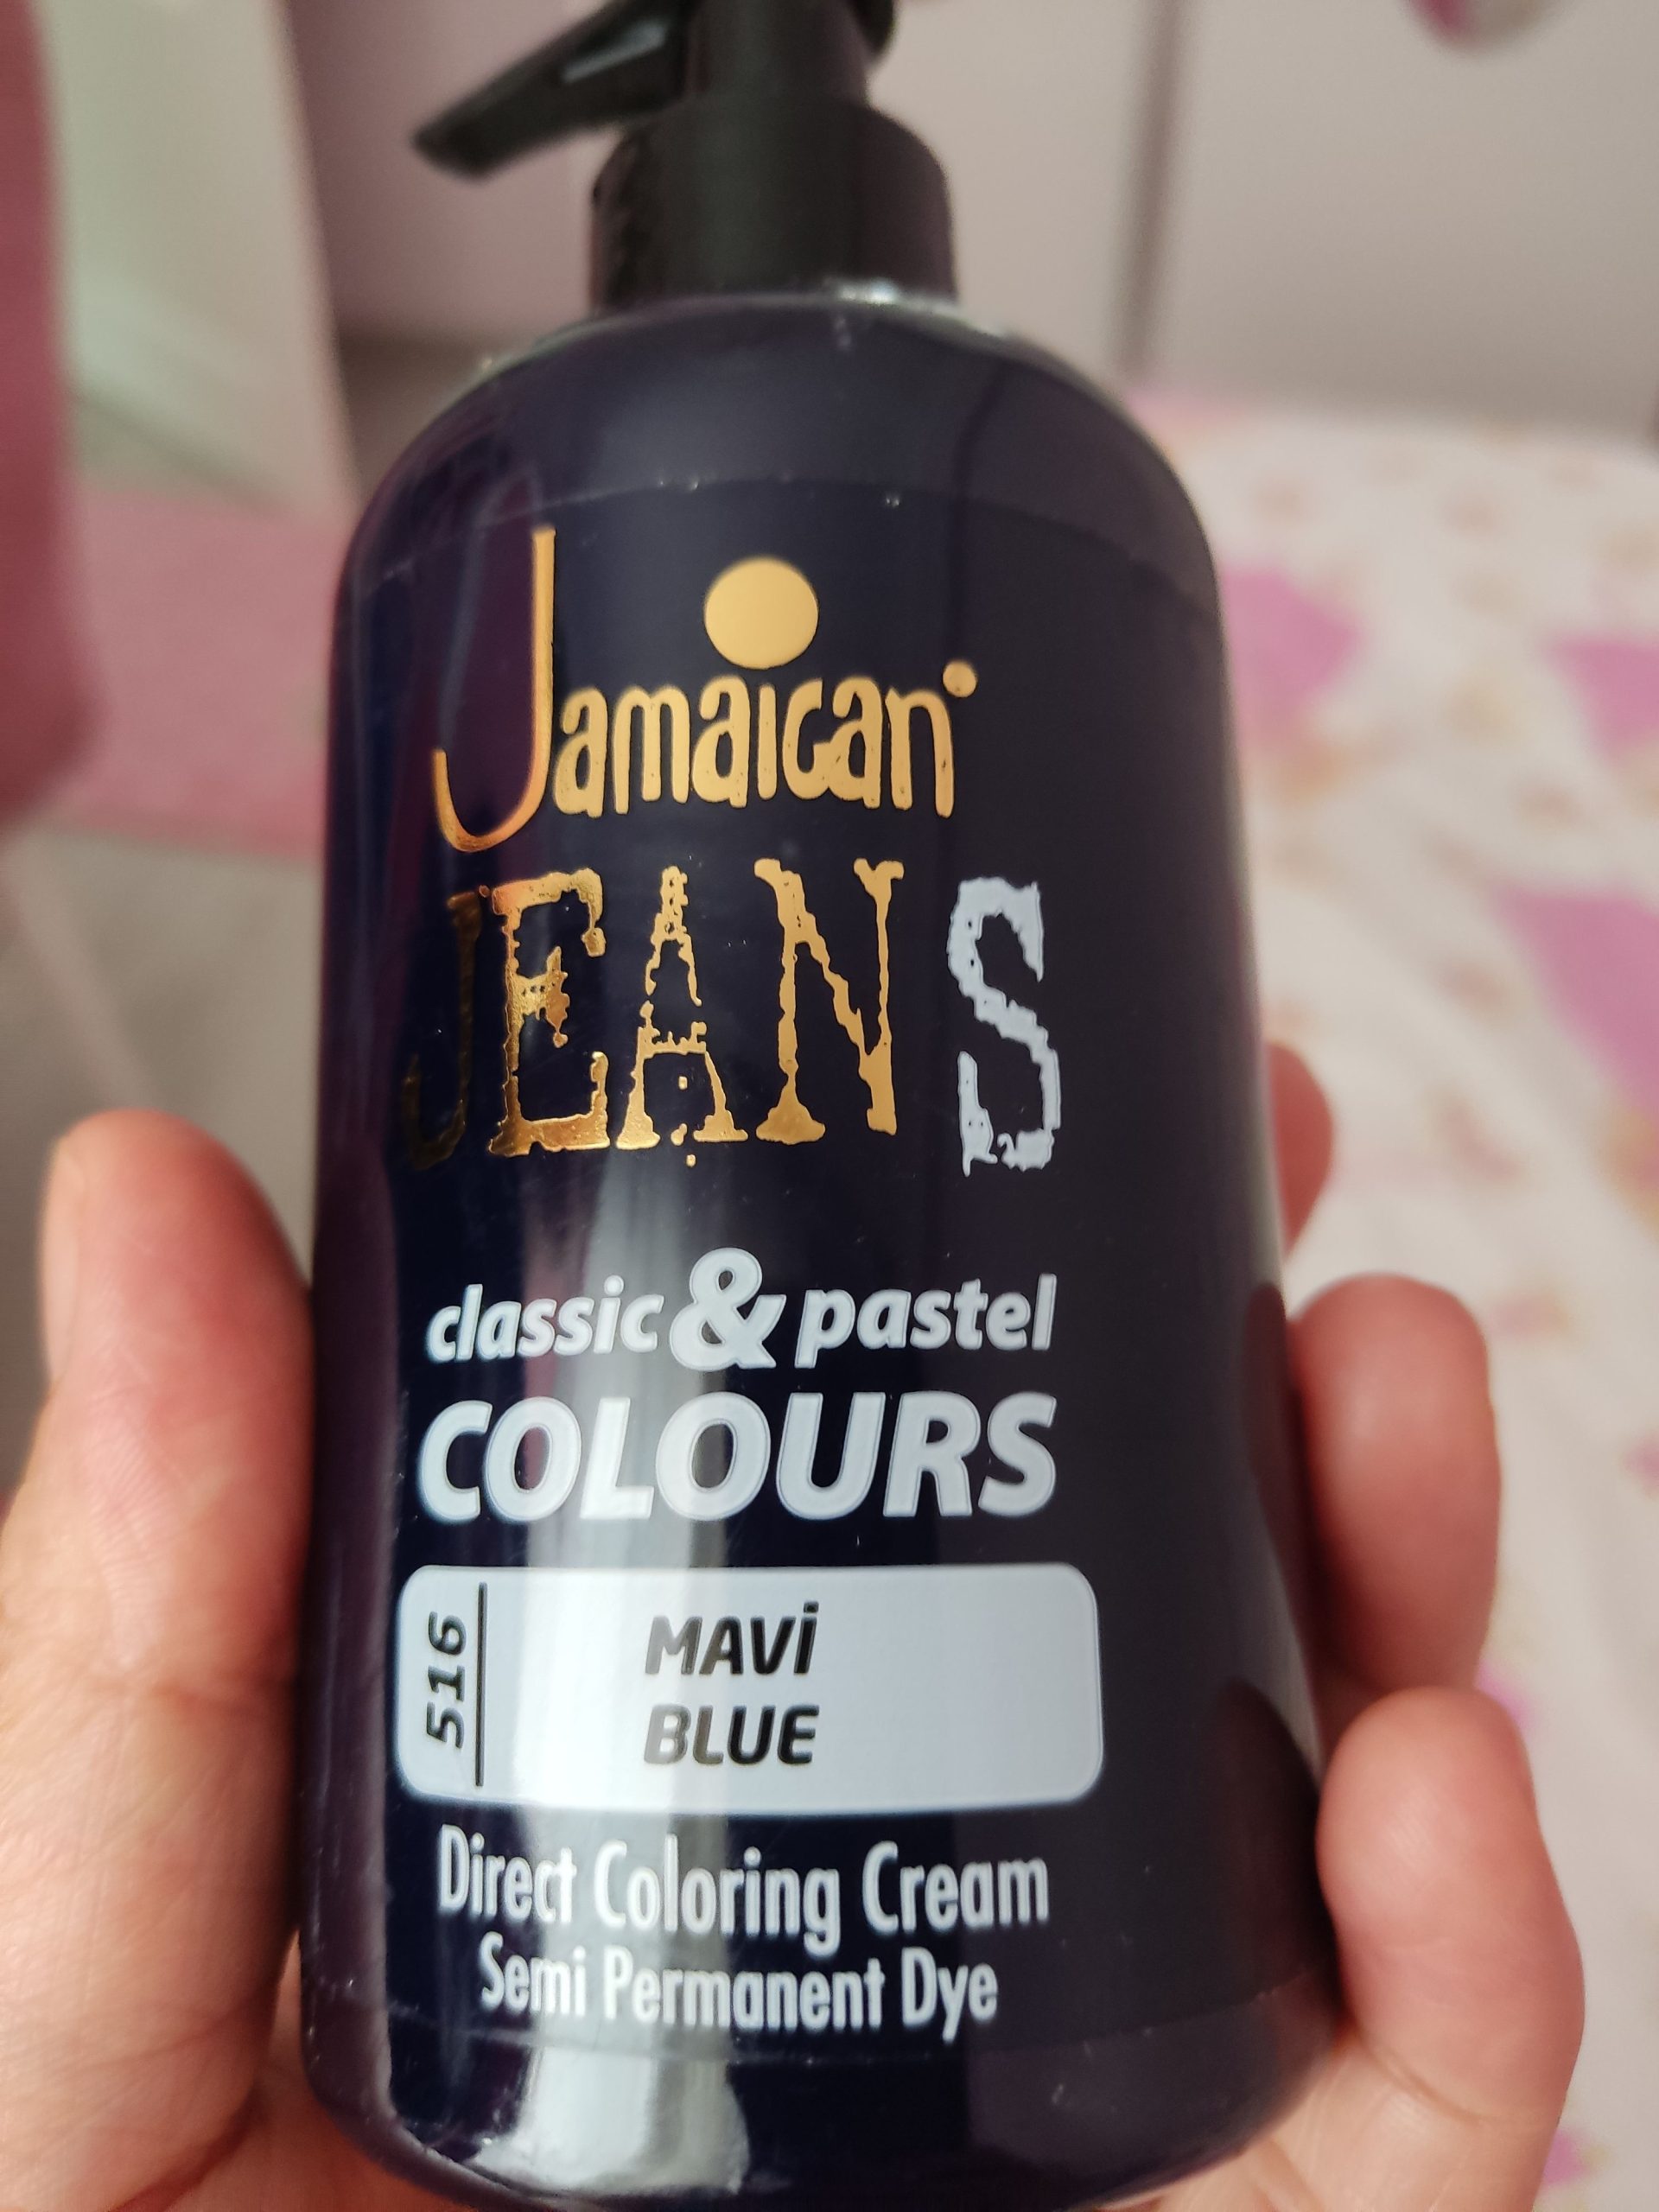 Jamaican
JEANS
classic & pastel
COLOURS
516
MAVİ
BLUE
Direct Coloring Cream
Semi Permanent Dye